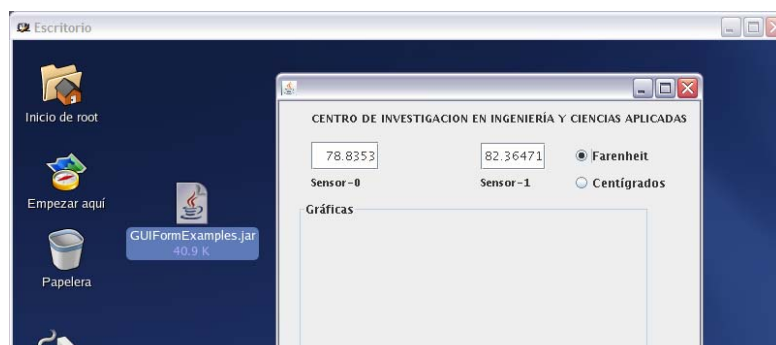 Escritorio
Inicio de root
Empezar aquí
Papelera
GUIFormExamples.jar
40.9 K
CENTRO DE INVESTIGACION EN INGENIERÍA Y CIENCIAS APLICADAS
78.8353
82.36471
Farenheit
Sensor-0
Sensor-1
Centígrados
Gráficas